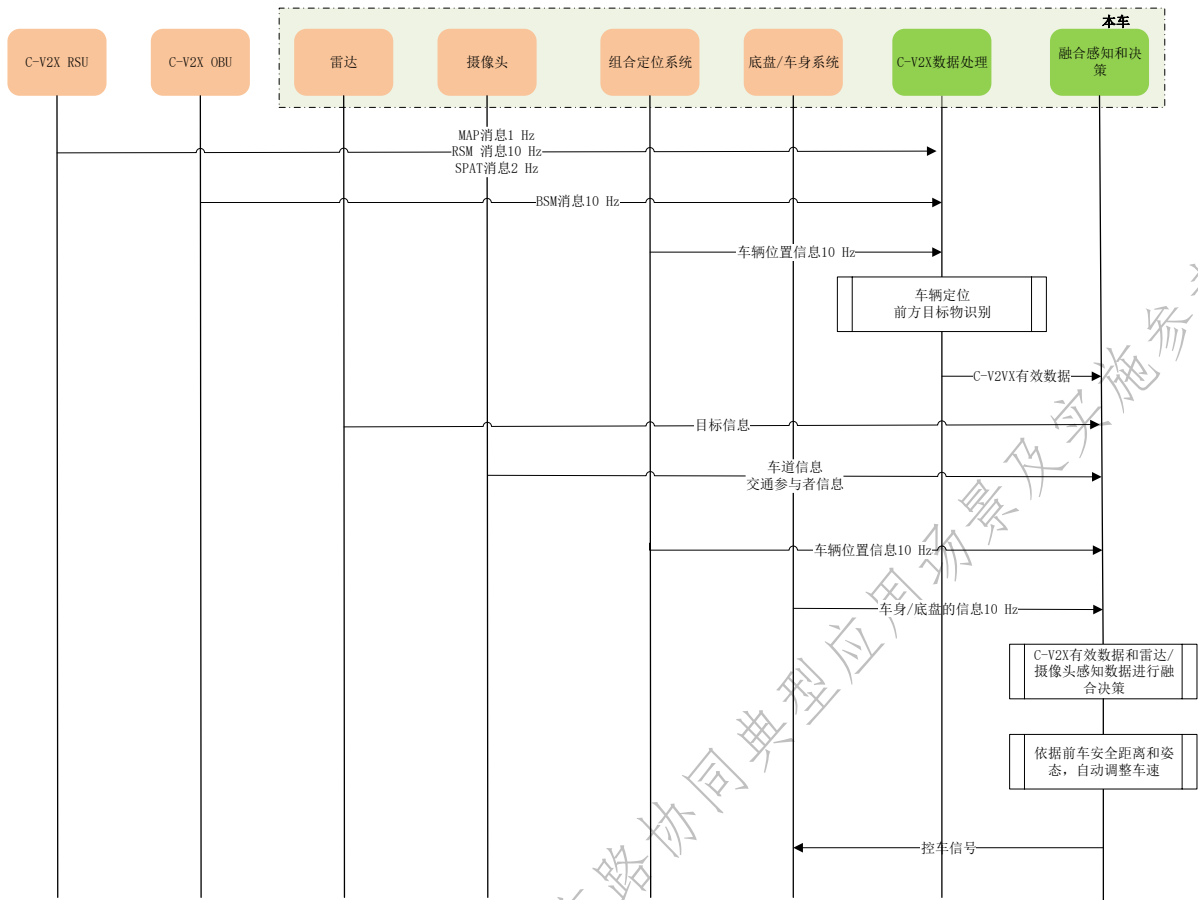 本车
C-V2X RSU
C-V2X OBU
雷达
摄像头
组合定位系统
底盘/车身系统
C-V2X数据处理
融合感知和决
策
MAP消息1 Hz
RSM 消息10 Hz
SPAT消息2 Hz
BSM消息10 Hz
车辆位置信息10 Hz
车辆定位
前方目标物识别
C-V2VX有效数据
目标信息
车道信息
交通参与者信息
车辆位置信息10 Hz
车身/底盘的信息10 Hz
C-V2X有效数据和雷达/
摄像头感知数据进行融
合决策
依据前车安全距离和姿
态，自动调整车速
控车信号
路协同典型应用场景及实施参